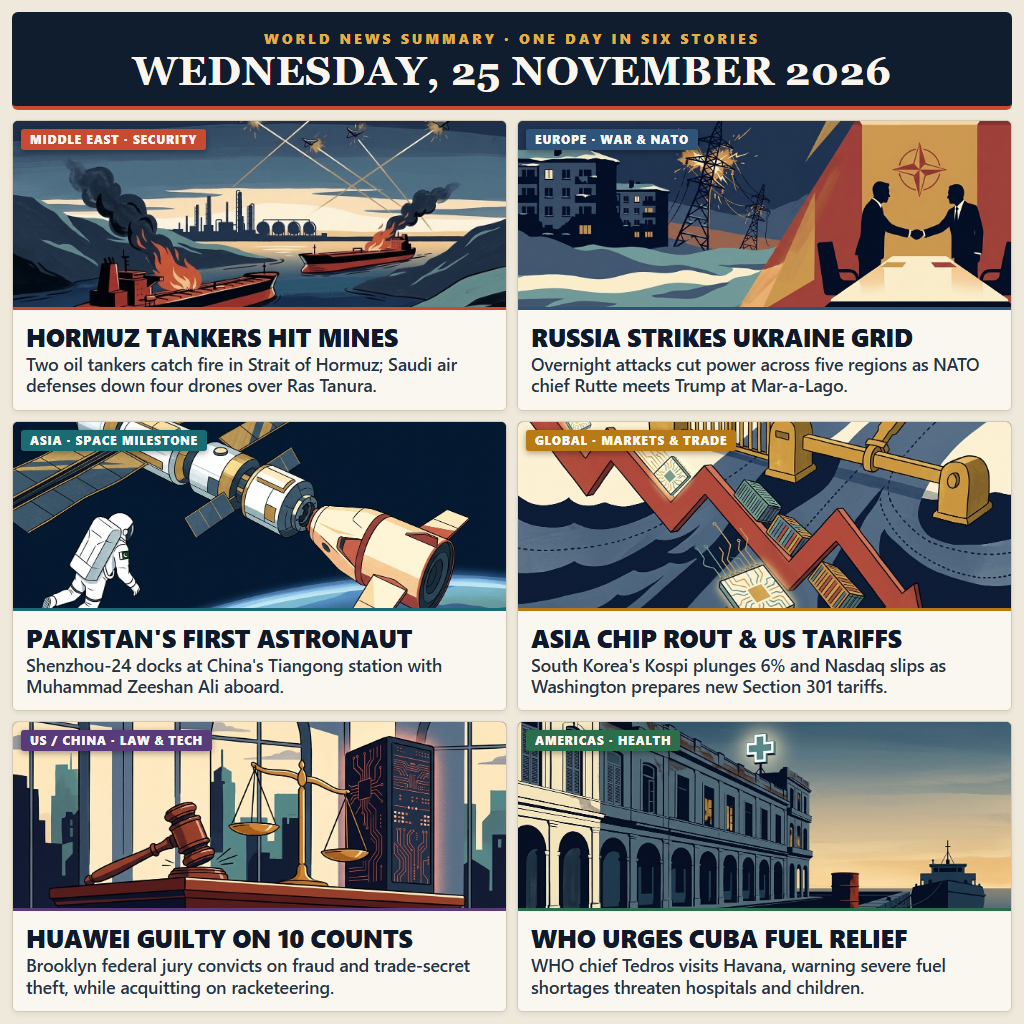 WORLD NEWS SUMMARY · ONE DAY IN SIX STORIES
WEDNESDAY, 25 NOVEMBER 2026
MIDDLE EAST · SECURITY
HORMUZ TANKERS HIT MINES
Two oil tankers catch fire in Strait of Hormuz; Saudi air
defenses down four drones over Ras Tanura.
EUROPE · WAR & NATO
RUSSIA STRIKES UKRAINE GRID
Overnight attacks cut power across five regions as NATO
chief Rutte meets Trump at Mar-a-Lago.
ASIA · SPACE MILESTONE
PAKISTAN'S FIRST ASTRONAUT
Shenzhou-24 docks at China's Tiangong station with
Muhammad Zeeshan Ali aboard.
GLOBAL · MARKETS & TRADE
ASIA CHIP ROUT & US TARIFFS
South Korea's Kospi plunges 6% and Nasdaq slips as
Washington prepares new Section 301 tariffs.
US / CHINA · LAW & TECH
HUAWEI GUILTY ON 10 COUNTS
Brooklyn federal jury convicts on fraud and trade-secret
theft, while acquitting on racketeering.
AMERICAS · HEALTH
WHO URGES CUBA FUEL RELIEF
WHO chief Tedros visits Havana, warning severe fuel
shortages threaten hospitals and children.